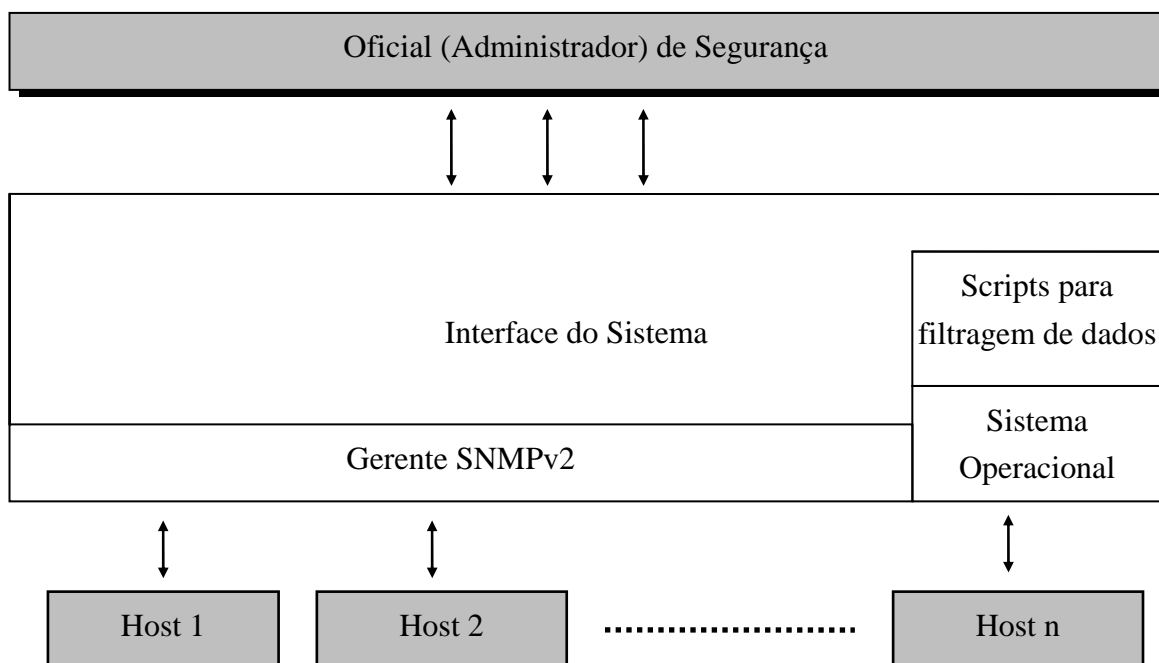 Oficial (Administrador) de Segurança
Scripts para
filtragem de dados
Interface do Sistema
Sistema
Operacional
Gerente SNMPv2
Host 1
Host 2
Host n